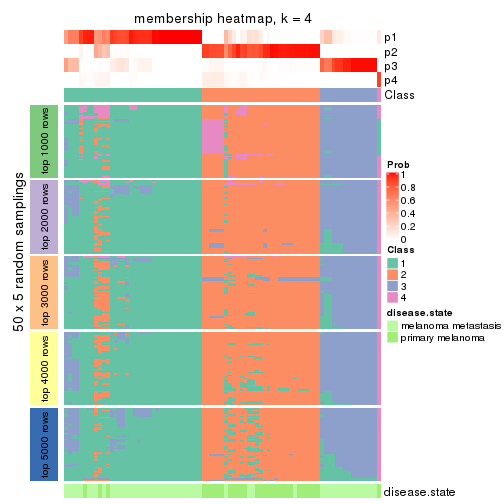 membership heatmap, k = 4
p1
p2
p3
p4
Class
50 x 5 random samplings
top 1000 rows
top 2000 rows
top 3000 rows
top 4000 rows
top 5000 rows
Prob
1
0.8
0.6
0.4
0.2
0
Class
1
2
3
4
disease.state
melanoma metastasis
primary melanoma
disease.state